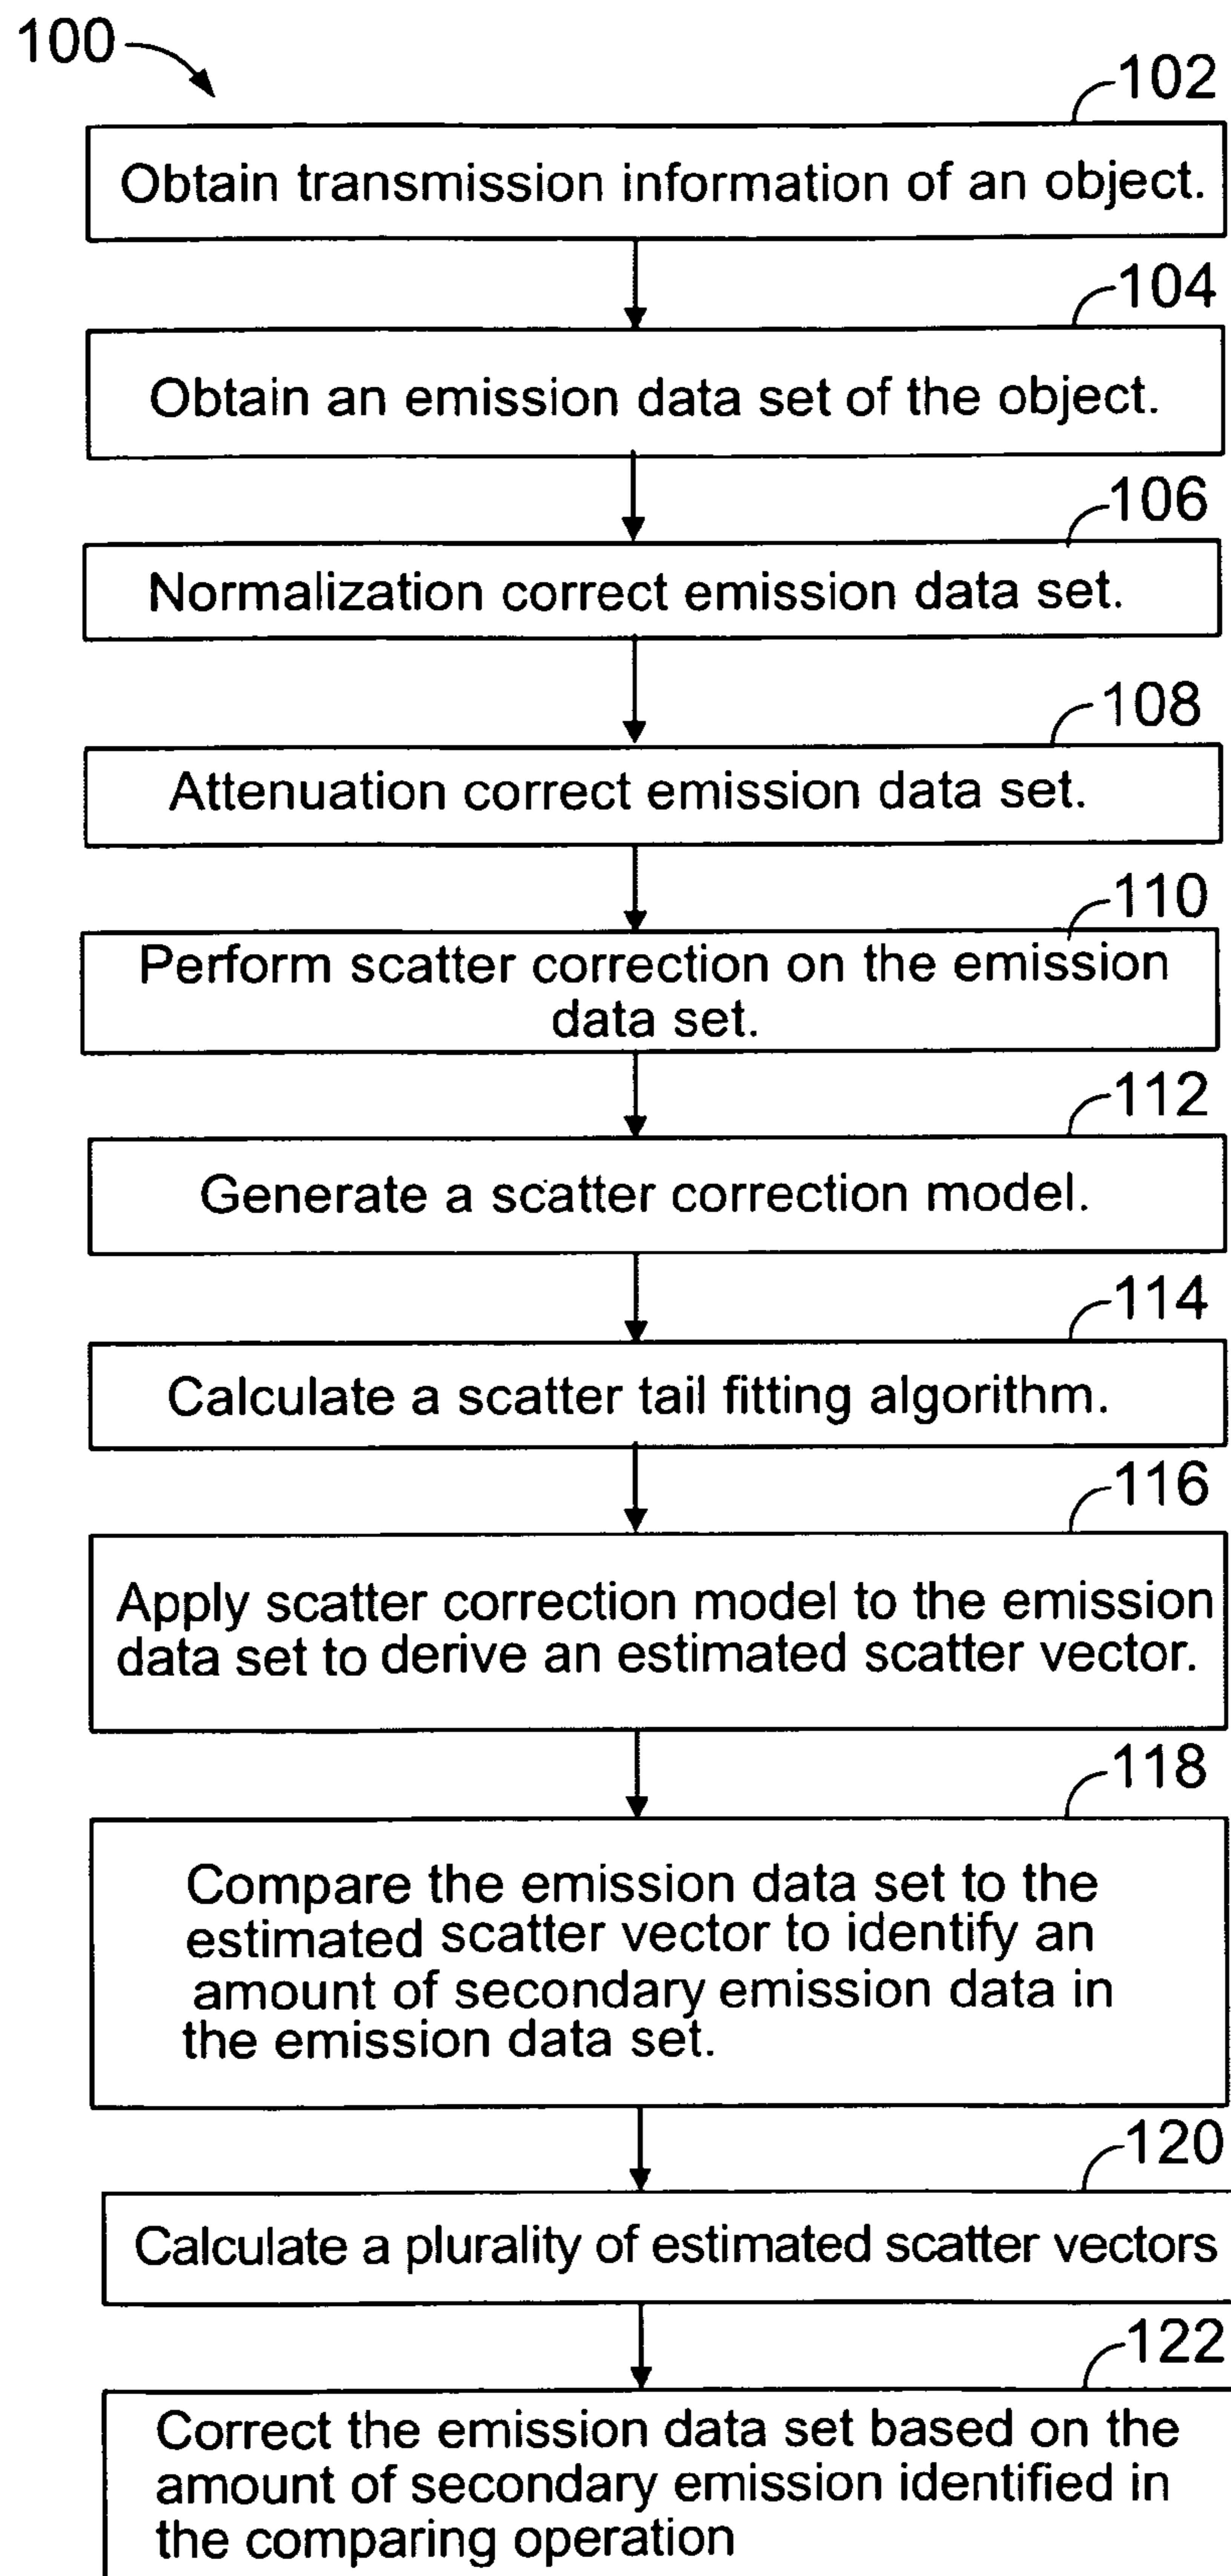 100
102
Obtain transmission information of an object.
104
Obtain an emission data set of the object.
106
Normalization correct emission data set.
108
Attenuation correct emission data set.
110
Perform scatter correction on the emission
data set.
112
Generate a scatter correction model.
114
Calculate a scatter tail fitting algorithm.
116
Apply scatter correction model to the emission
data set to derive an estimated scatter vector.
118
Compare the emission data set to the
estimated scatter vector to identify an
amount of secondary emission data in
the emission data set.
120
Calculate a plurality of estimated scatter vectors
122
Correct the emission data set based on the
amount of secondary emission identified in
the comparing operation